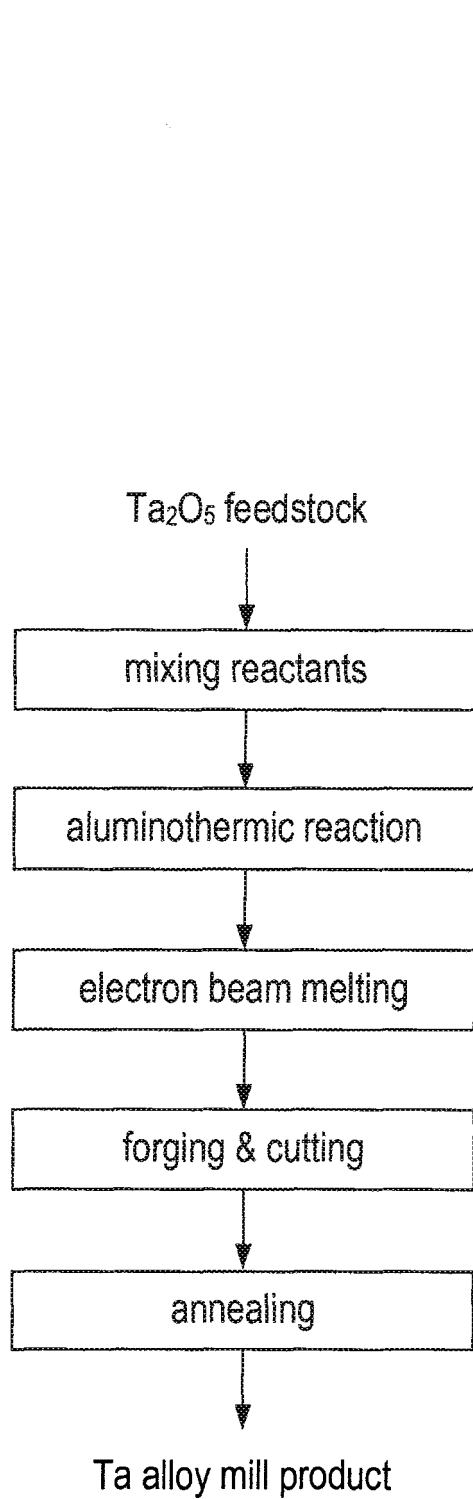 Ta₂O₅ feedstock
mixing reactants
aluminothermic reaction
electron beam melting
forging & cutting
annealing
Ta alloy mill product